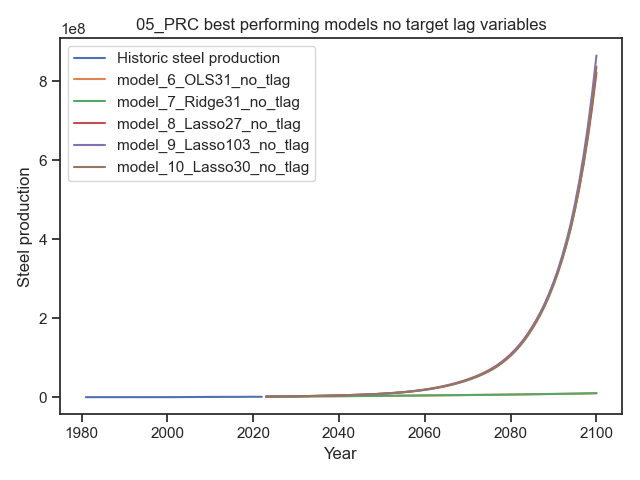 05_PRC best performing models no target lag variables
1e8
Historic steel production
model_6_OLS31_no_tlag
model_7_Ridge31_no_tlag
model_8_Lasso27_no_tlag
model_9_Lasso103_no_tlag
model_10_Lasso30_no_tlag
Steel production
8
6
4
2
0
1980 2000 2020 2040 2060 2080 2100
Year